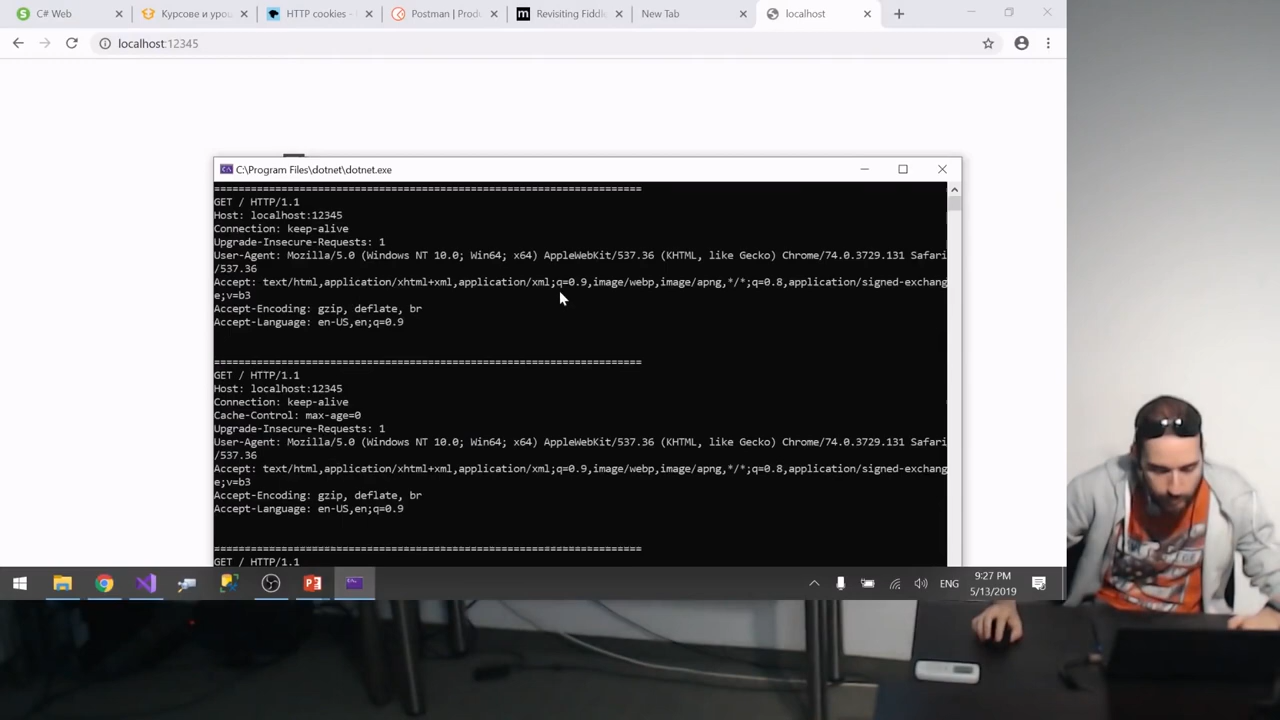 C# Web
Курсове и уро
HTTP cookies -
Postman | Prod
Revisiting Fiddl
New Tab
localhost
localhost:12345
C:\Program Files\dotnet\dotnet.exe
=====================================================================
GET / HTTP/1.1
Host: localhost:12345
Connection: keep-alive
Upgrade-Insecure-Requests: 1
User-Agent: Mozilla/5.0 (Windows NT 10.0; Win64; x64) AppleWebKit/537.36 (KHTML, like Gecko) Chrome/74.0.3729.131 Safari
/537.36
Accept: text/html,application/xhtml+xml,application/xml;q=0.9,image/webp,image/apng,*/*;q=0.8,application/signed-exchang
e;v=b3
Accept-Encoding: gzip, deflate, br
Accept-Language: en-US,en;q=0.9
=====================================================================
GET / HTTP/1.1
Host: localhost:12345
Connection: keep-alive
Cache-Control: max-age=0
Upgrade-Insecure-Requests: 1
User-Agent: Mozilla/5.0 (Windows NT 10.0; Win64; x64) AppleWebKit/537.36 (KHTML, like Gecko) Chrome/74.0.3729.131 Safari
/537.36
Accept: text/html,application/xhtml+xml,application/xml;q=0.9,image/webp,image/apng,*/*;q=0.8,application/signed-exchang
e;v=b3
Accept-Encoding: gzip, deflate, br
Accept-Language: en-US,en;q=0.9
=====================================================================
GET / HTTP/1.1
ENG
9:27 PM
5/13/2019